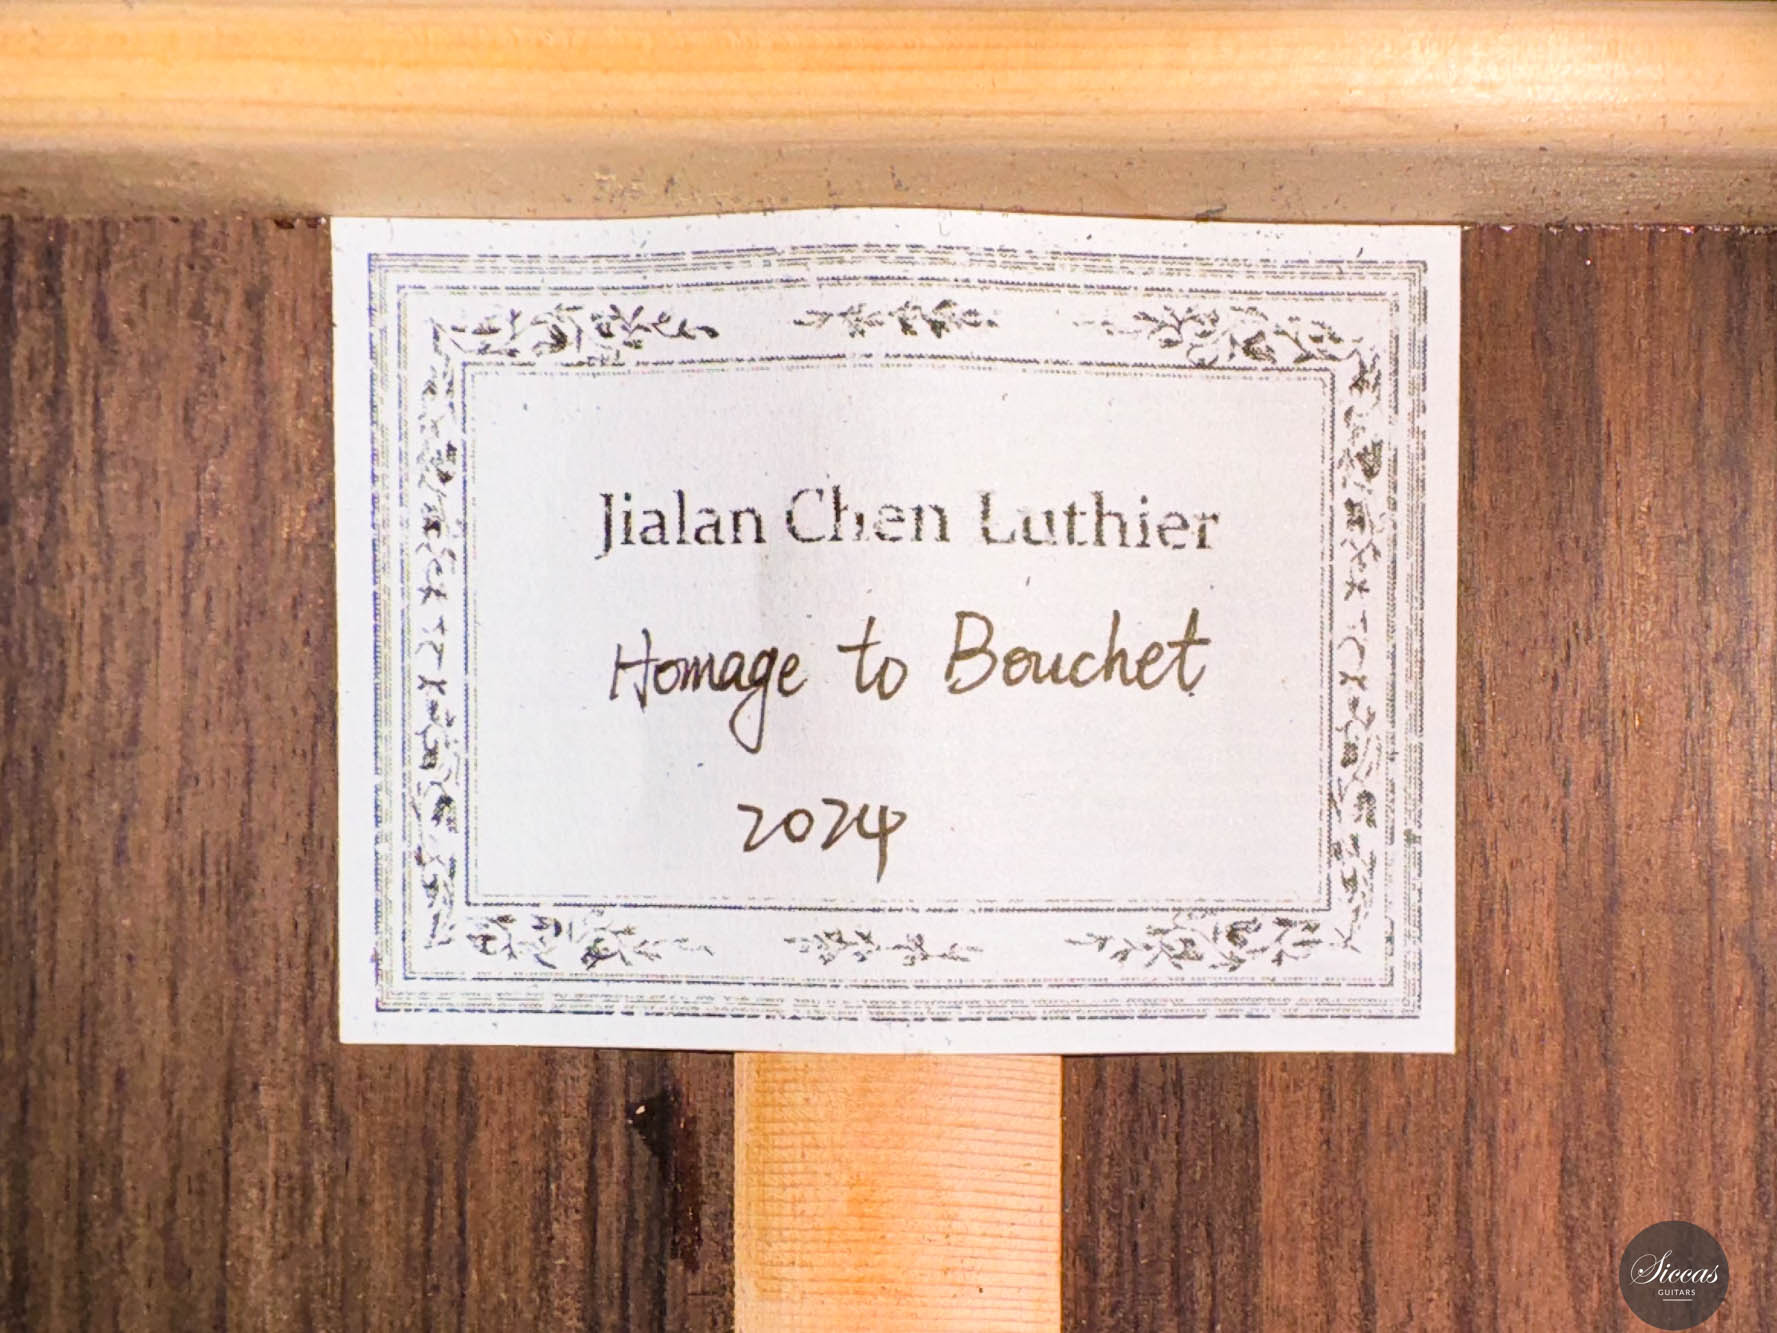 Jialan Chen Luthier
Homage to Bouchet
2024
Siccas
GUITARS